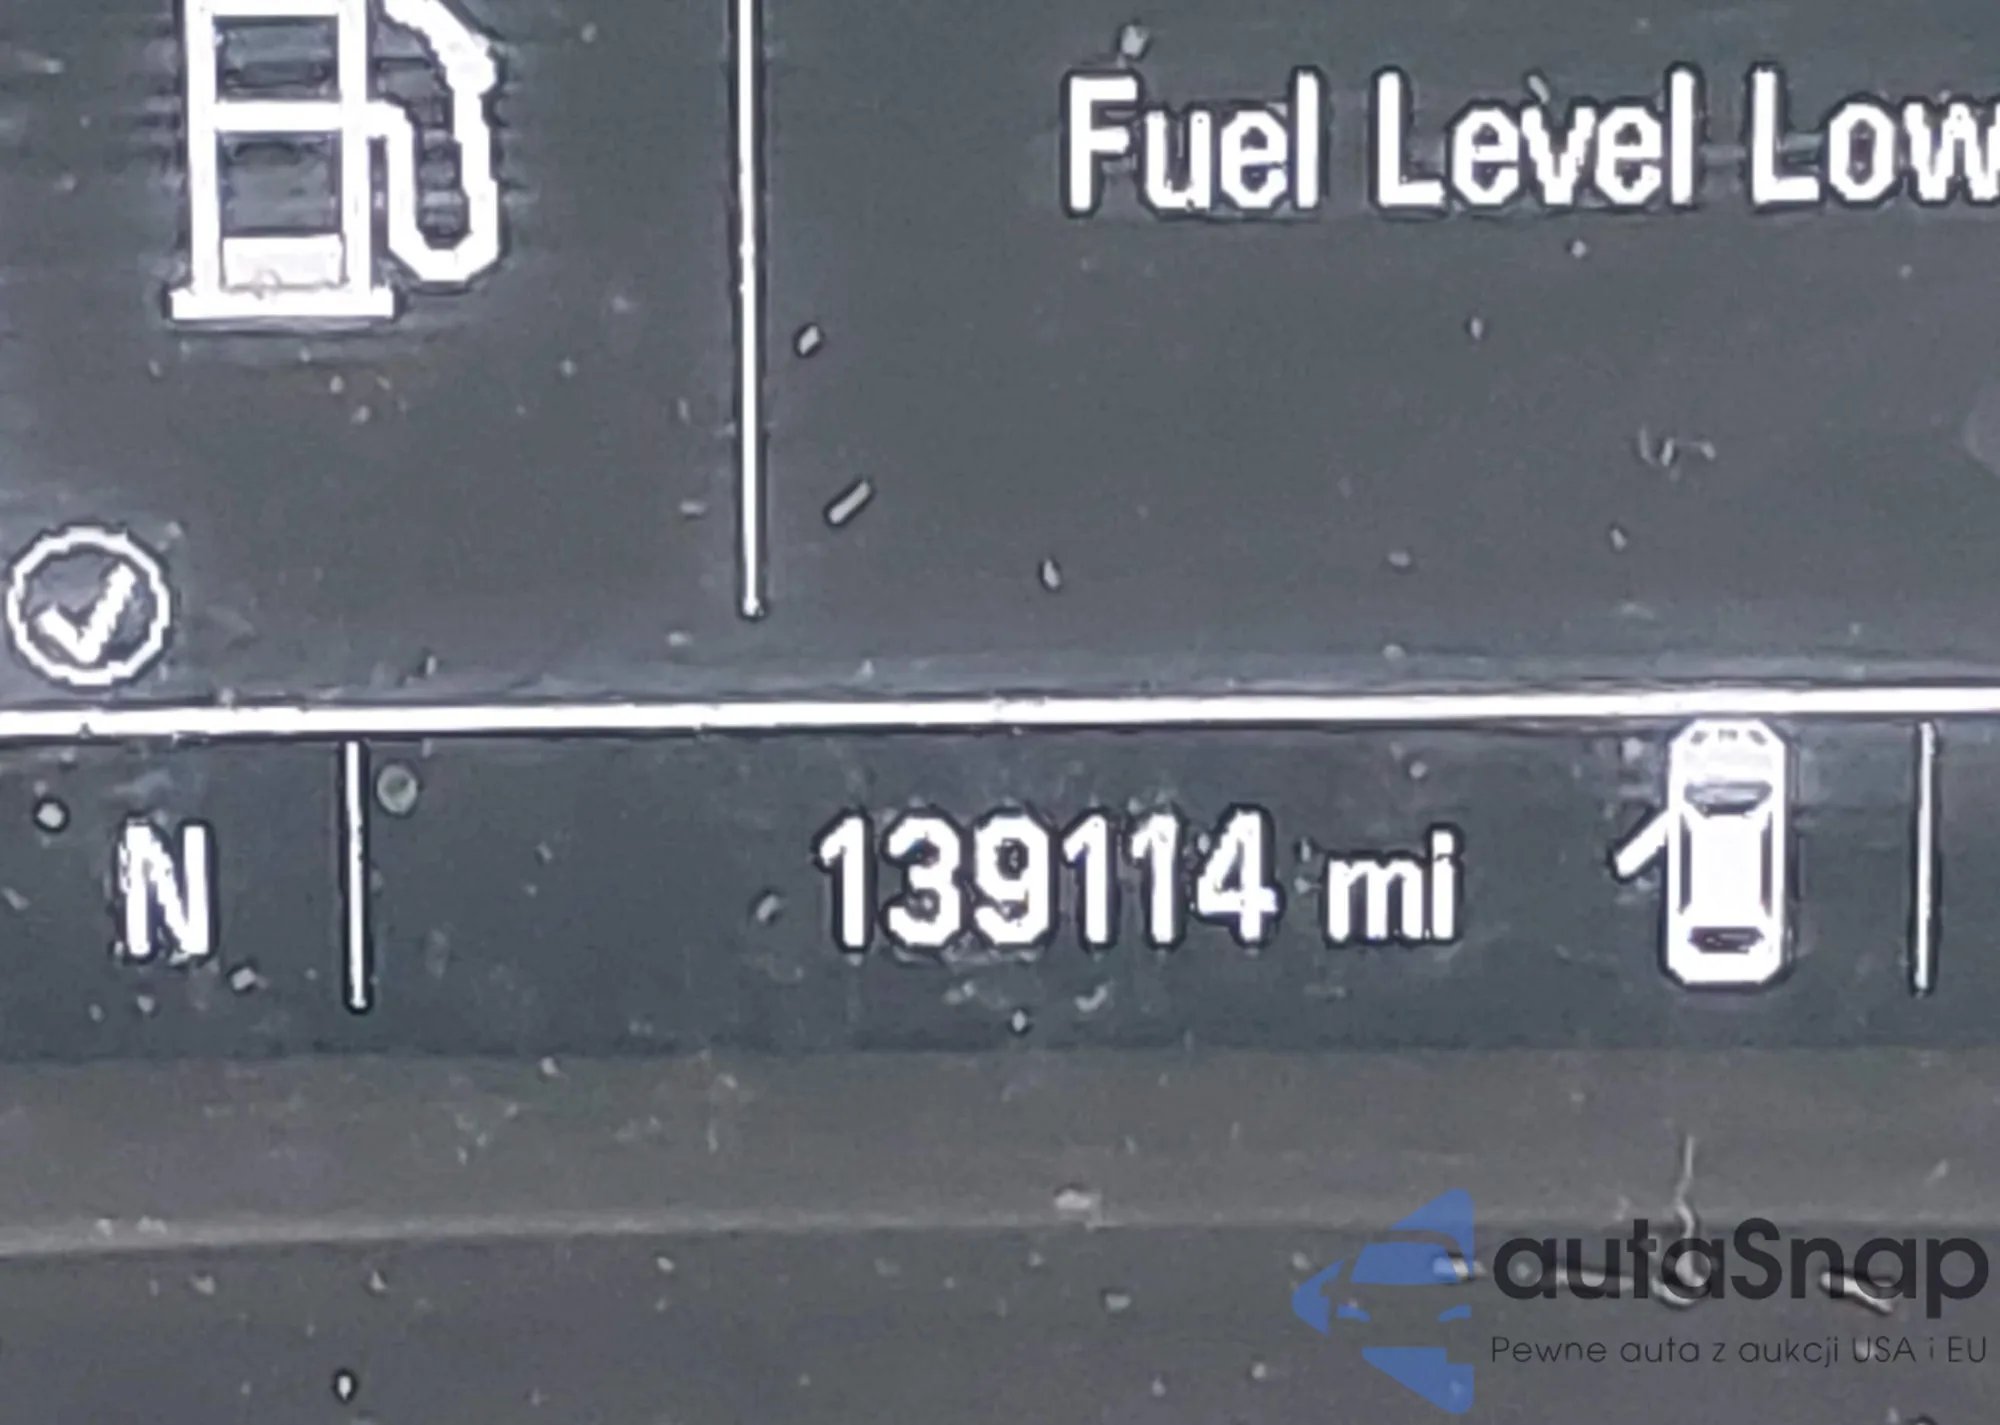 Fuel Level Low
N
139114 mi
autaSnap
Pewne auta z aukcji USA i EU